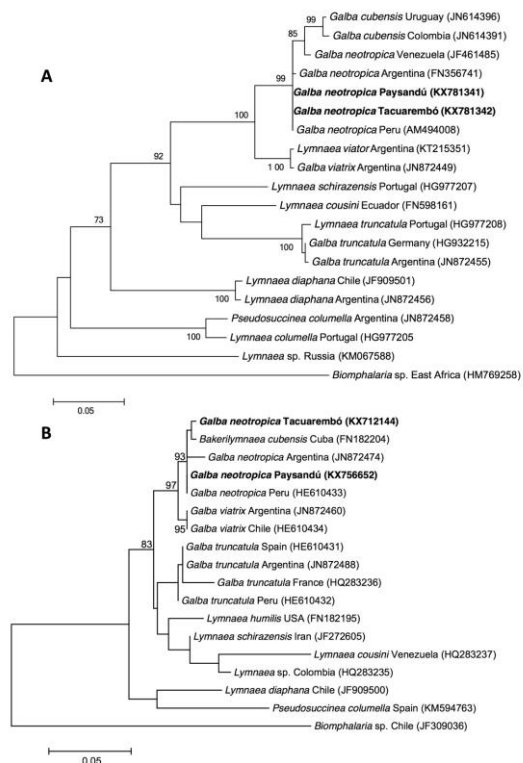 99
Galba cubensis Uruguay (JN614396)
Galba cubensis Colombia (JN614391)
85
Galba neotropica Venezuela (JF461485)
A
99
Galba neotropica Argentina (FN356741)
Galba neotropica Paysandú (KX781341)
Galba neotropica Tacuarembó (KX781342)
100
Galba neotropica Peru (AM494008)
92
Lymnaea viator Argentina (KT215351)
1 00
Galba viatrix Argentina (JN872449)
Lymnaea schirazensis Portugal (HG977207)
Lymnaea cousini Ecuador (FN598161)
73
Lymnaea truncatula Portugal (HG977208)
100
Galba truncatula Germany (HG932215)
Galba truncatula Argentina (JN872455)
Lymnaea diaphana Chile (JF909501)
100
Lymnaea diaphana Argentina (JN872456)
Pseudosuccinea columella Argentina (JN872458)
100
Lymnaea columella Portugal (HG977205
Lymnaea sp. Russia (KM067588)
Biomphalaria sp. East Africa (HM769258)
0.05
B
Galba neotropica Tacuarembó (KX712144)
Bakerilymnaea cubensis Cuba (FN182204)
93
Galba neotropica Argentina (JN872474)
Galba neotropica Paysandú (KX756652)
97
Galba neotropica Peru (HE610433)
Galba viatrix Argentina (JN872460)
95
Galba viatrix Chile (HE610434)
83
Galba truncatula Spain (HE610431)
Galba truncatula Argentina (JN872488)
Galba truncatula France (HQ283236)
Galba truncatula Peru (HE610432)
Lymnaea humilis USA (FN182195)
Lymnaea schirazensis Iran (JF272605)
Lymnaea cousini Venezuela (HQ283237)
Lymnaea sp. Colombia (HQ283235)
Lymnaea diaphana Chile (JF909500)
Pseudosuccinea columella Spain (KM594763)
Biomphalaria sp. Chile (JF309036)
0.05